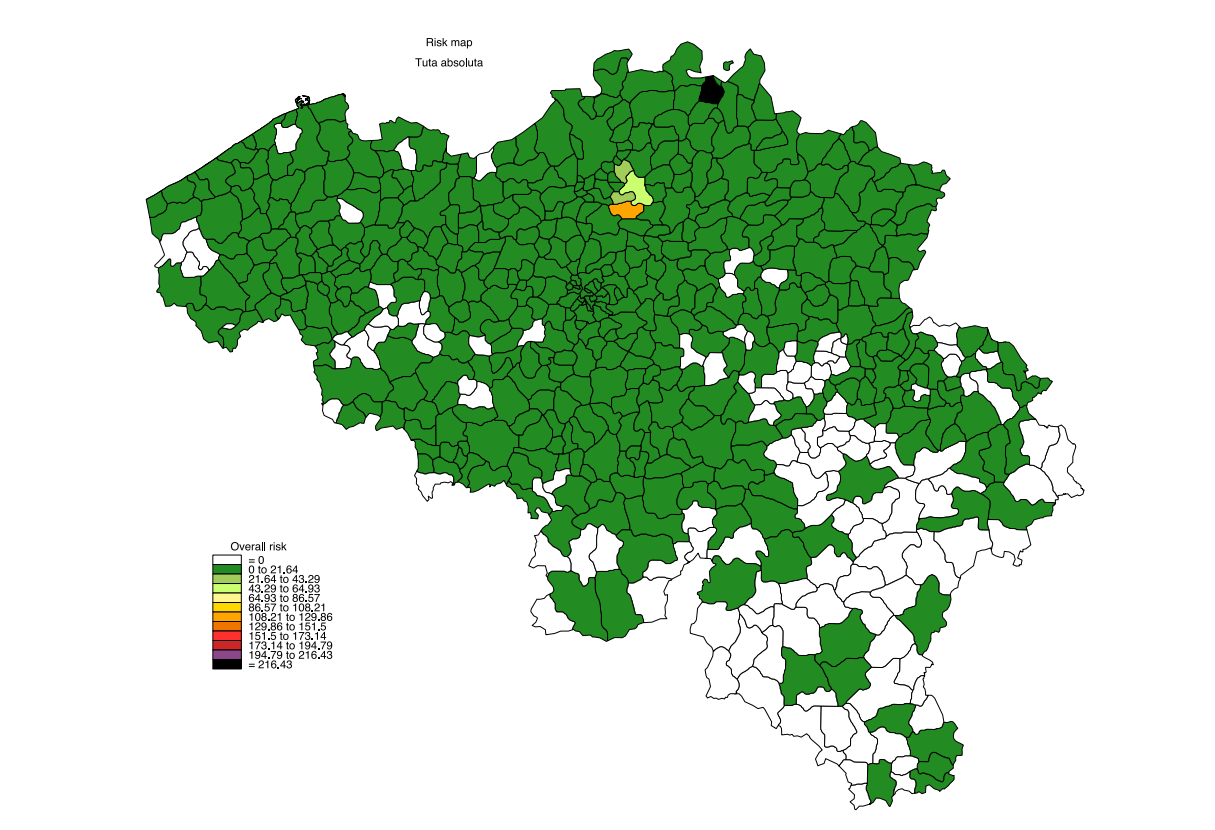 Risk map
Tuta absoluta
Overall risk
= 0
0 to 21.64
21.64 to 43.29
43.29 to 64.93
64.93 to 86.57
86.57 to 108.21
108.21 to 129.86
129.86 to 151.5
151.5 to 173.14
173.14 to 194.79
194.79 to 216.43
= 216.43